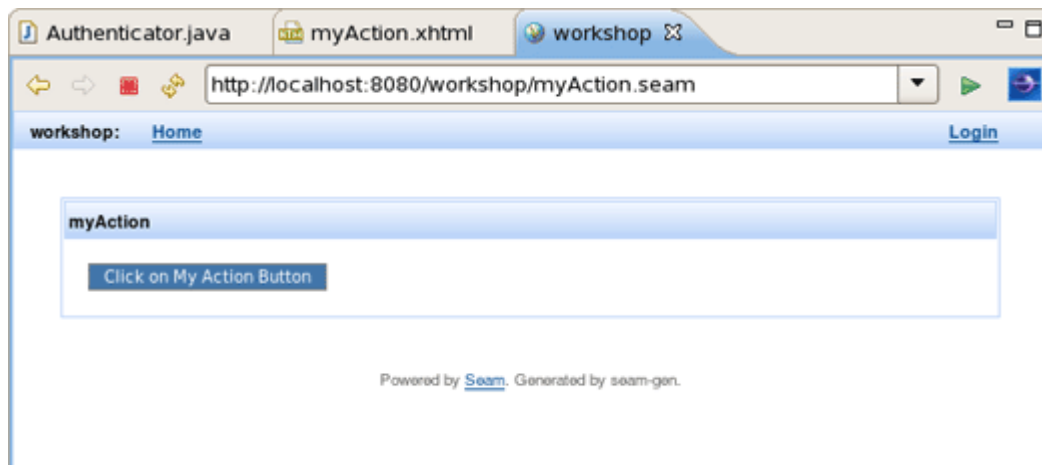 Authenticator.java myAction.xhtml workshop
http://localhost:8080/workshop/myAction.seam
workshop: Home Login
myAction
Click on My Action Button
Powered by Seam. Generated by seam-gen.